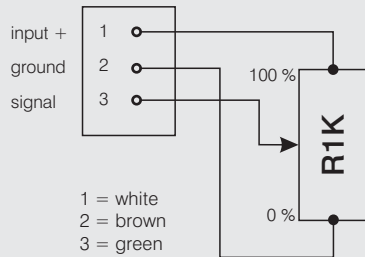 input + 1
ground 2
signal 3
100 %
R1K
0 %
1 = white
2 = brown
3 = green